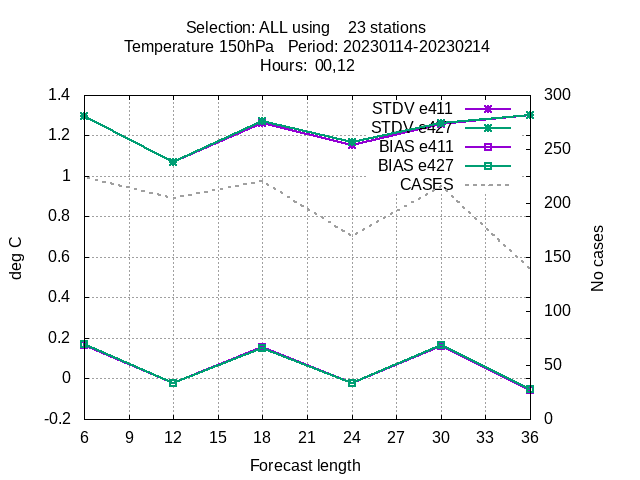 Selection: ALL using    23 stations
Temperature 150hPa   Period: 20230114-20230214
Hours:  00,12
1.4
1.2
1
0.8
0.6
0.4
0.2
0
-0.2
300
250
200
150
100
50
0
STDV e411
STDV e427
BIAS e411
BIAS e427
CASES
deg C
No cases
6 9 12 15 18 21 24 27 30 33 36
Forecast length